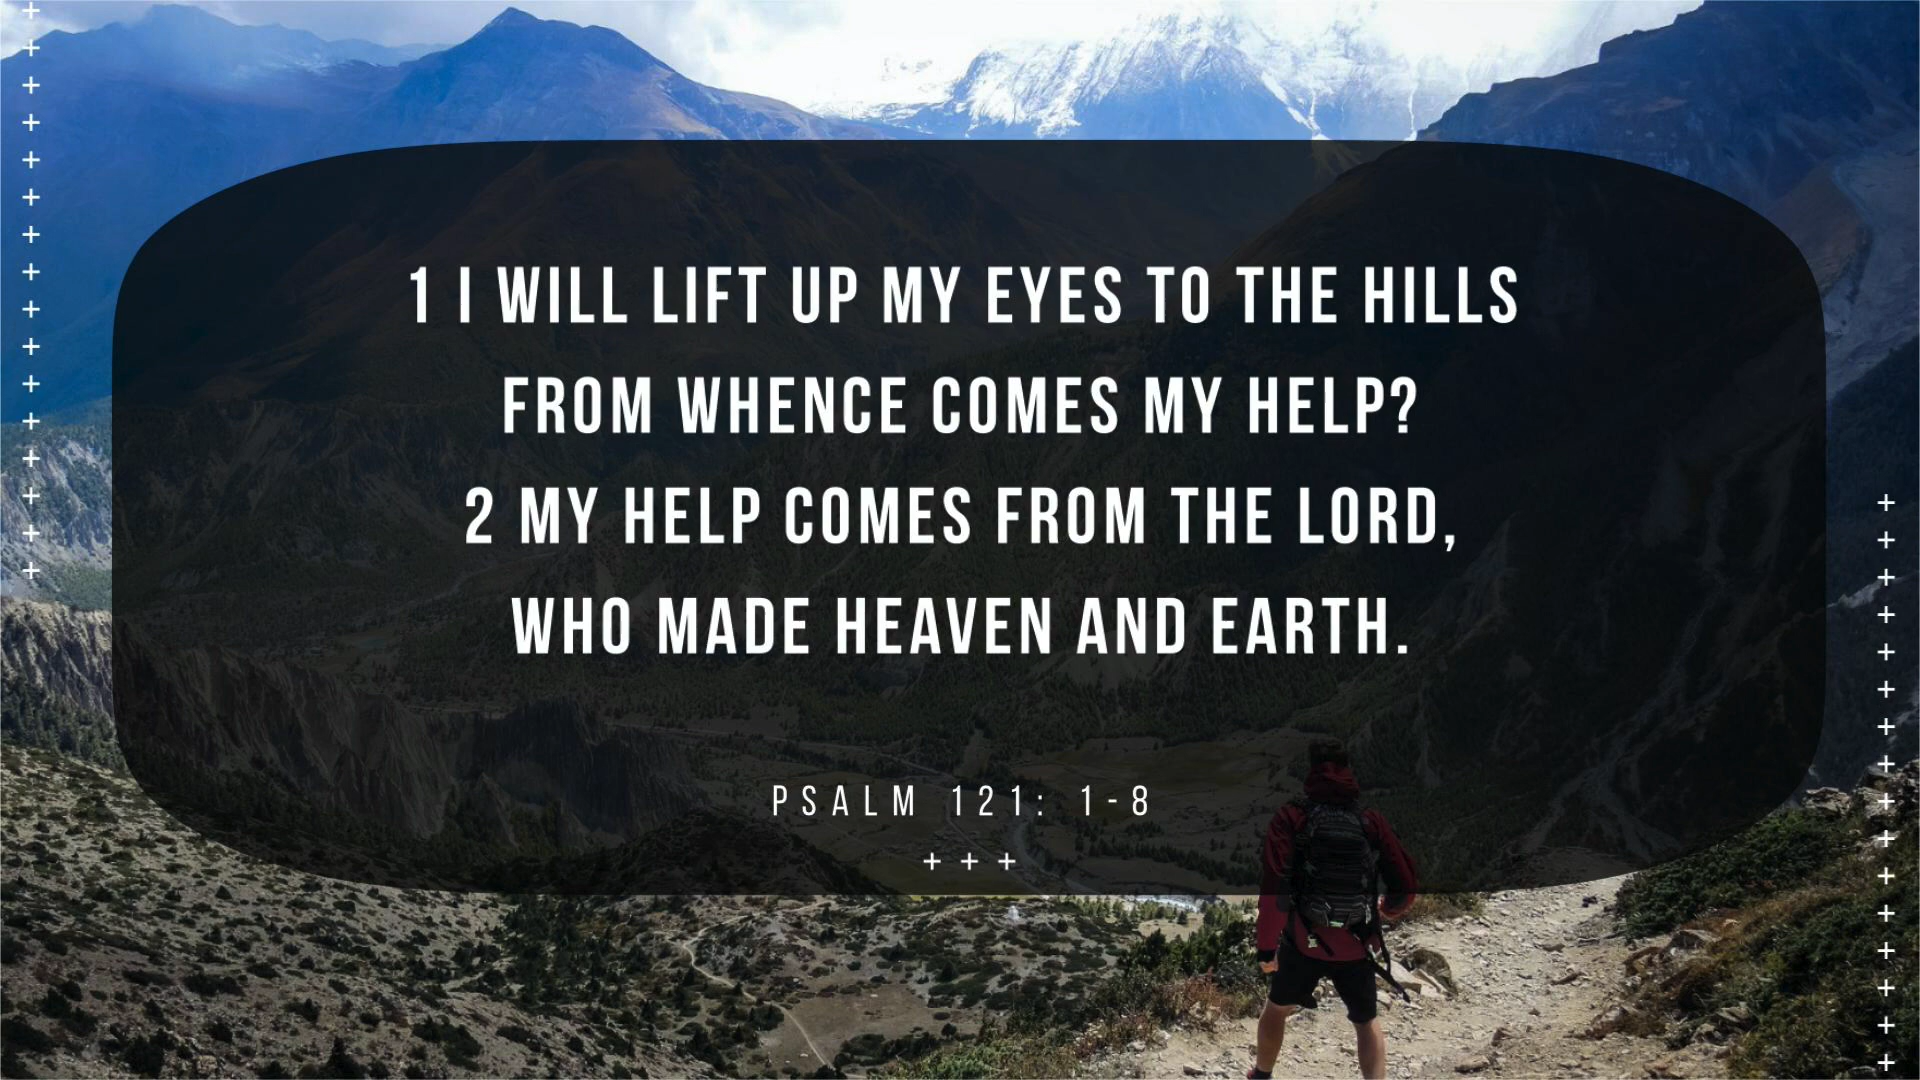 1 I WILL LIFT UP MY EYES TO THE HILLS
FROM WHENCE COMES MY HELP?
2 MY HELP COMES FROM THE LORD,
WHO MADE HEAVEN AND EARTH.
PSALM 121: 1-8